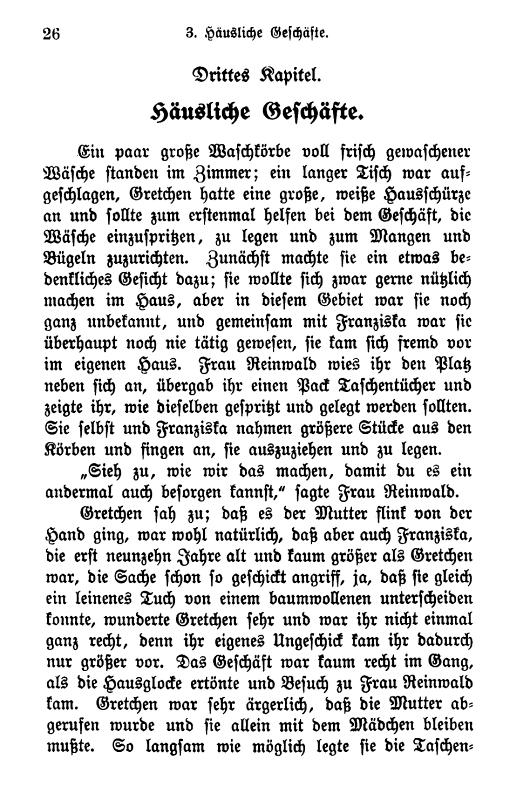 26 3. Häusliche Geschäfte.
Drittes Kapitel.
Häusliche Geschäfte.
Ein paar große Waschkörbe voll frisch gewaschener
Wäsche standen im Zimmer; ein langer Tisch war auf-
geschlagen, Gretchen hatte eine große, weiße Hausschürze
an und sollte zum erstenmal helfen bei dem Geschäft, die
Wäsche einzuspritzen, zu legen und zum Mangen und
Bügeln zuzurichten. Zunächst machte sie ein etwas be-
denkliches Gesicht dazu; sie wollte sich zwar gerne nützlich
machen im Haus, aber in diesem Gebiet war sie noch
ganz unbekannt, und gemeinsam mit Franziska war sie
überhaupt noch nie tätig gewesen, sie kam sich fremd vor
im eigenen Haus. Frau Reinwald wies ihr den Platz
neben sich an, übergab ihr einen Pack Taschentücher und
zeigte ihr, wie dieselben gespritzt und gelegt werden sollten.
Sie selbst und Franziska nahmen größere Stücke aus den
Körben und fingen an, sie auszuziehen und zu legen.
„Sieh zu, wie wir das machen, damit du es ein
andermal auch besorgen kannst,“ sagte Frau Reinwald.
Gretchen sah zu; daß es der Mutter flink von der
Hand ging, war wohl natürlich, daß aber auch Franziska,
die erst neunzehn Jahre alt und kaum größer als Gretchen
war, die Sache schon so geschickt angriff, ja, daß sie gleich
ein leinenes Tuch von einem baumwollenen unterscheiden
konnte, wunderte Gretchen sehr und war ihr nicht einmal
ganz recht, denn ihr eigenes Ungeschick kam ihr dadurch
nur größer vor. Das Geschäft war kaum recht im Gang,
als die Hausglocke ertönte und Besuch zu Frau Reinwald
kam. Gretchen war sehr ärgerlich, daß die Mutter ab-
gerufen wurde und sie allein mit dem Mädchen bleiben
mußte. So langsam wie möglich legte sie die Taschen-